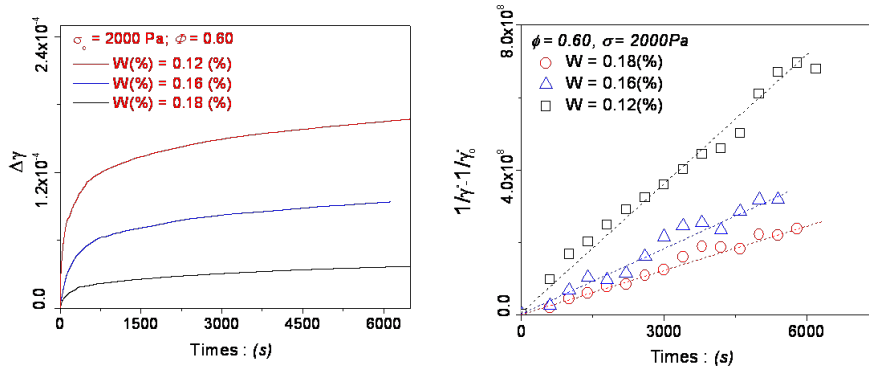 σ₀ = 2000 Pa; Φ = 0.60
W(%) = 0.12 (%)
W(%) = 0.16 (%)
W(%) = 0.18 (%)
2.4x10⁻⁴
1.2x10⁻⁴
0.0
Δγ
0 1500 3000 4500 6000
Times : (s)
ϕ = 0.60, σ = 2000Pa
W = 0.18(%)
W = 0.16(%)
W = 0.12(%)
8.0x10⁸
4.0x10⁸
0.0
1/γ°-1/γ°₀
0 3000 6000
Times : (s)